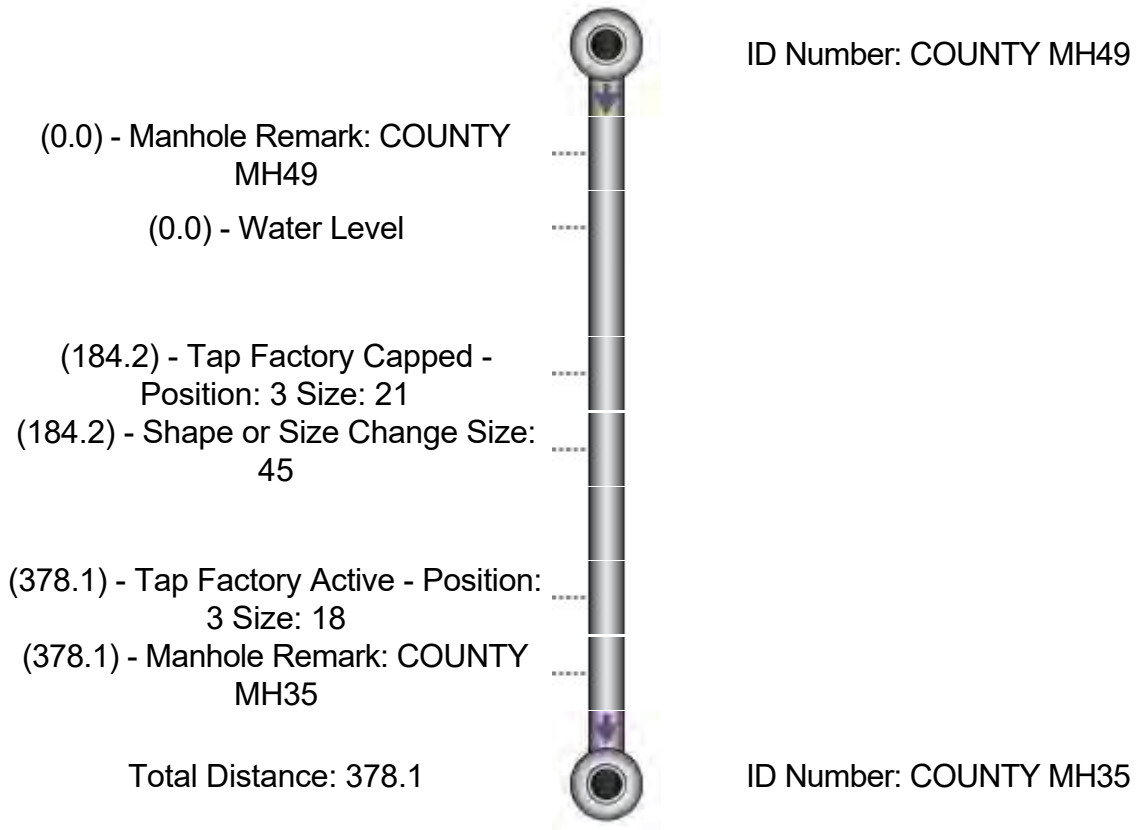 ID Number: COUNTY MH49
(0.0) - Manhole Remark: COUNTY
MH49
(0.0) - Water Level
(184.2) - Tap Factory Capped -
Position: 3 Size: 21
(184.2) - Shape or Size Change Size:
45
(378.1) - Tap Factory Active - Position:
3 Size: 18
(378.1) - Manhole Remark: COUNTY
MH35
Total Distance: 378.1
ID Number: COUNTY MH35